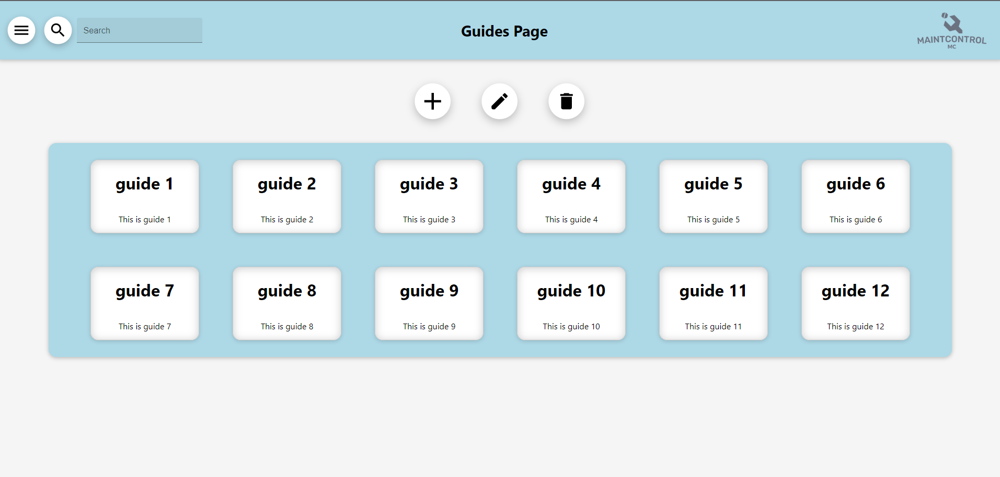 Search
Guides Page
MAINTCONTROL
MC
guide 1
This is guide 1
guide 2
This is guide 2
guide 3
This is guide 3
guide 4
This is guide 4
guide 5
This is guide 5
guide 6
This is guide 6
guide 7
This is guide 7
guide 8
This is guide 8
guide 9
This is guide 9
guide 10
This is guide 10
guide 11
This is guide 11
guide 12
This is guide 12